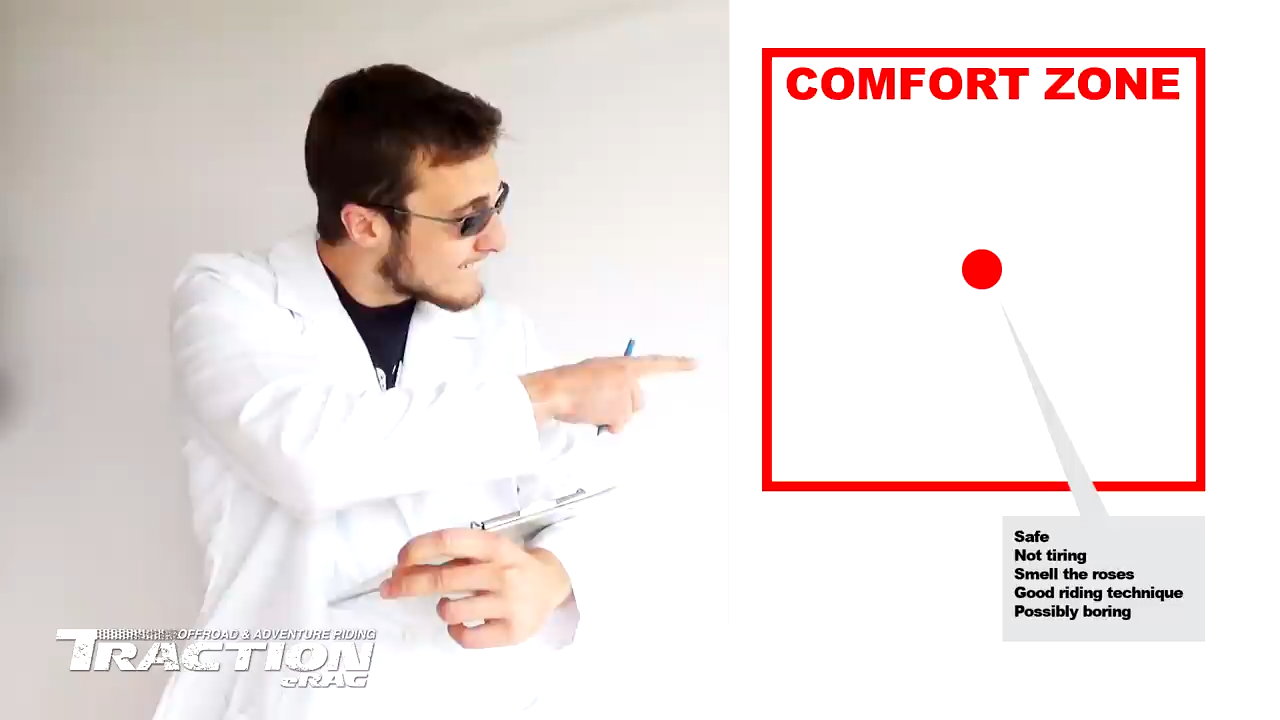 COMFORT ZONE
Safe
Not tiring
Smell the roses
Good riding technique
Possibly boring
OFFROAD & ADVENTURE RIDING
TRACTION
eRAG